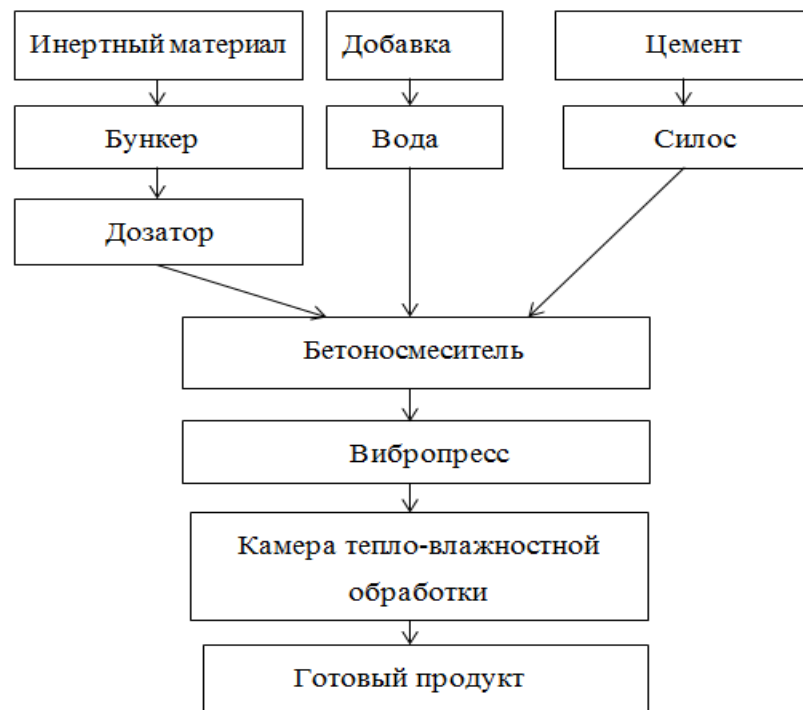 Инертный материал
Добавка
Цемент
Бункер
Вода
Силос
Дозатор
Бетоносмеситель
Вибропресс
Камера тепло-влажностной
обработки
Готовый продукт